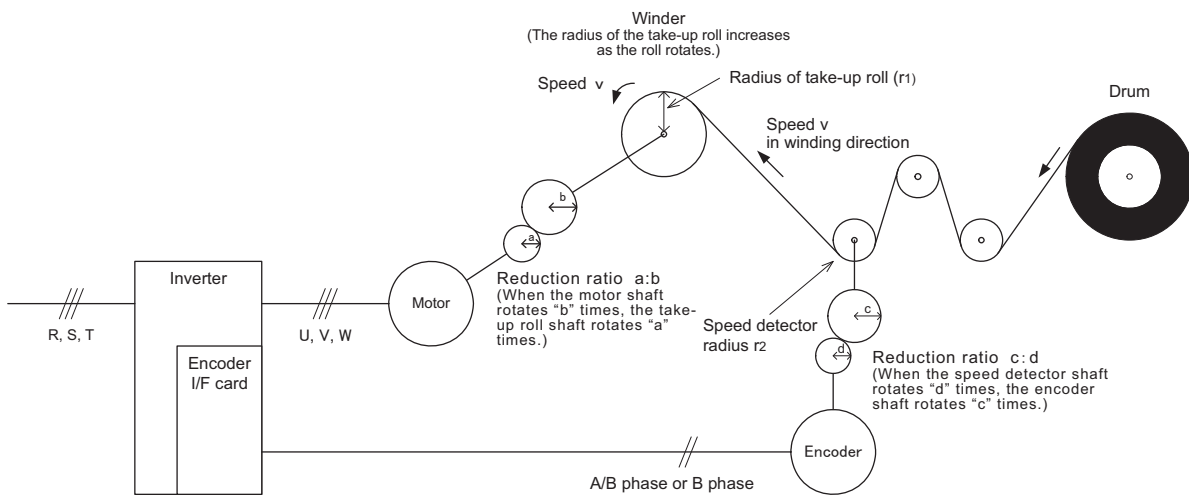 Winder
(The radius of the take-up roll increases
as the roll rotates.)
Speed v
Radius of take-up roll (r1)
Drum
Speed v
in winding direction
b
a
Inverter
Reduction ratio a:b
(When the motor shaft
rotates “b” times, the take-
up roll shaft rotates “a”
times.)
Motor
R, S, T
U, V, W
Speed detector
radius r2
c
d
Encoder
I/F card
Reduction ratio c:d
(When the speed detector shaft
rotates “d” times, the encoder
shaft rotates “c” times.)
Encoder
A/B phase or B phase